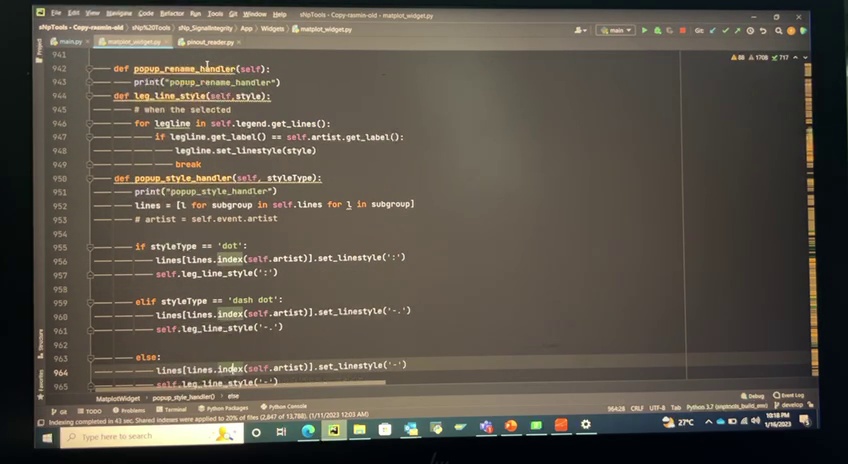 File Edit View Navigate Code Refactor Run Tools Git Window Help sNpTools - Copy-rasmin-old - matplot_widget.py
sNpTools - Copy-rasmin-old sNp%20Tools sNp_SignalIntegrity App Widgets matplot_widget.py main Git:
main.py matplot_widget.py pinout_reader.py
Project
941
88 1708 717
942 def popup_rename_handler(self):
943 print("popup_rename_handler")
944 def leg_line_style(self,style):
945 # when the selected
946 for legline in self.legend.get_lines():
947 if legline.get_label() == self.artist.get_label():
948 legline.set_linestyle(style)
949 break
950 def popup_style_handler(self, styleType):
951 print("popup_style_handler")
952 lines = [l for subgroup in self.lines for l in subgroup]
953 # artist = self.event.artist
954
955 if styleType == 'dot':
956 lines[lines.index(self.artist)].set_linestyle(':')
957 self.leg_line_style(':')
958
959 elif styleType == 'dash dot':
960 lines[lines.index(self.artist)].set_linestyle('-.')
961 self.leg_line_style('-.')
962
963 else:
964 lines[lines.index(self.artist)].set_linestyle('-')
965 self.leg_line_style('-')
Structure
Favorites
MatplotWidget popup_style_handler() else
Git TODO Problems Terminal Python Packages Python Console Debug Event Log
Indexing completed in 41 sec. Shared indexes were applied to 20% of files (2,847 of 13,788). (1/11/2023 12:03 AM) 964:28 CRLF UTF-8 Tab Python 3.7 develop
Type here to search 27°C 10:18 PM
1/16/2023